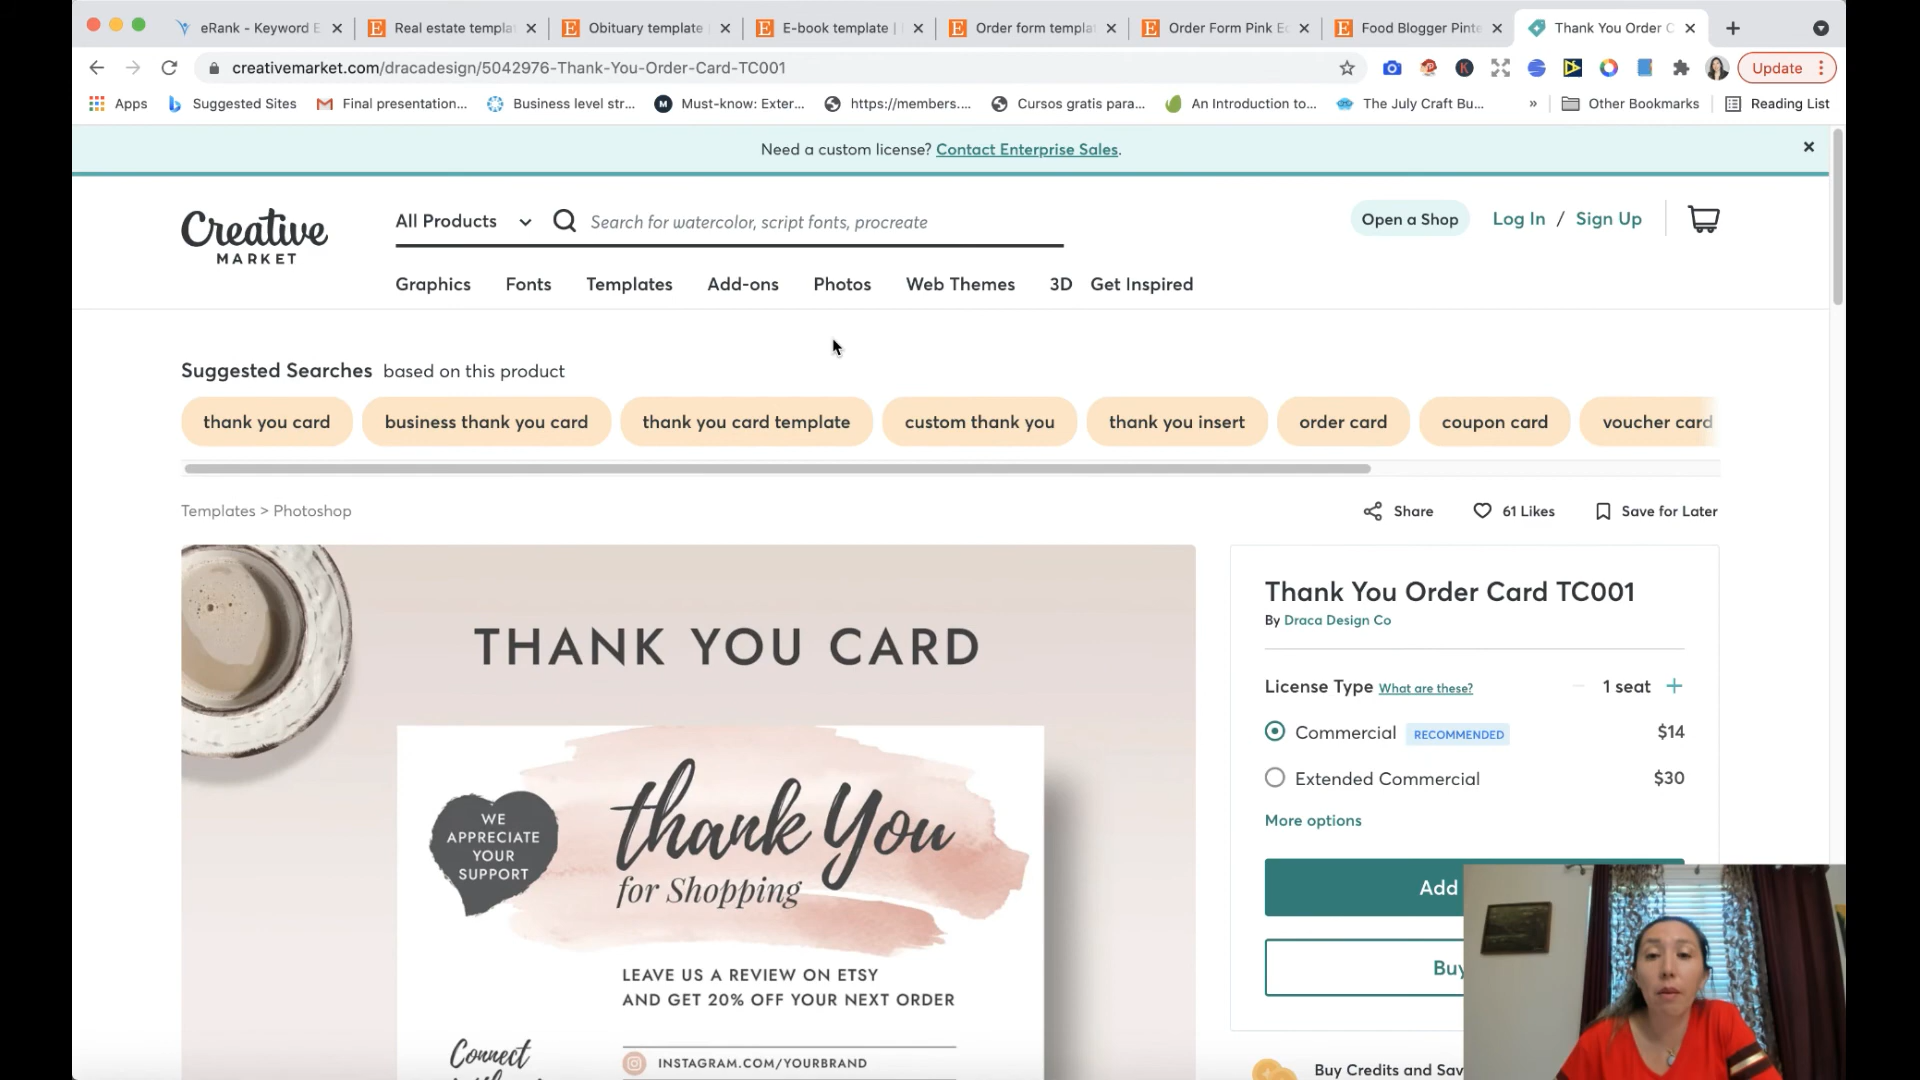 eRank - Keyword E
Real estate templat
Obituary template
E-book template |
Order form templa
Order Form Pink Ec
Food Blogger Pinte
Thank You Order C
creativemarket.com/dracadesign/5042976-Thank-You-Order-Card-TC001
Update
Apps
Suggested Sites
Final presentation...
Business level str...
Must-know: Exter...
https://members....
Cursos gratis para...
An Introduction to...
The July Craft Bu...
»
Other Bookmarks
Reading List
Need a custom license? Contact Enterprise Sales.
Creative
MARKET
All Products
Search for watercolor, script fonts, procreate
Open a Shop
Log In / Sign Up
Graphics
Fonts
Templates
Add-ons
Photos
Web Themes
3D
Get Inspired
Suggested Searches based on this product
thank you card
business thank you card
thank you card template
custom thank you
thank you insert
order card
coupon card
voucher card
Templates > Photoshop
Share
61 Likes
Save for Later
THANK YOU CARD
WE
APPRECIATE
YOUR
SUPPORT
thank You
for Shopping
LEAVE US A REVIEW ON ETSY
AND GET 20% OFF YOUR NEXT ORDER
Connect
INSTAGRAM.COM/YOURBRAND
Thank You Order Card TC001
By Draca Design Co
License Type What are these?
1 seat +
Commercial RECOMMENDED $14
Extended Commercial $30
More options
Add
Buy
Buy Credits and Sav